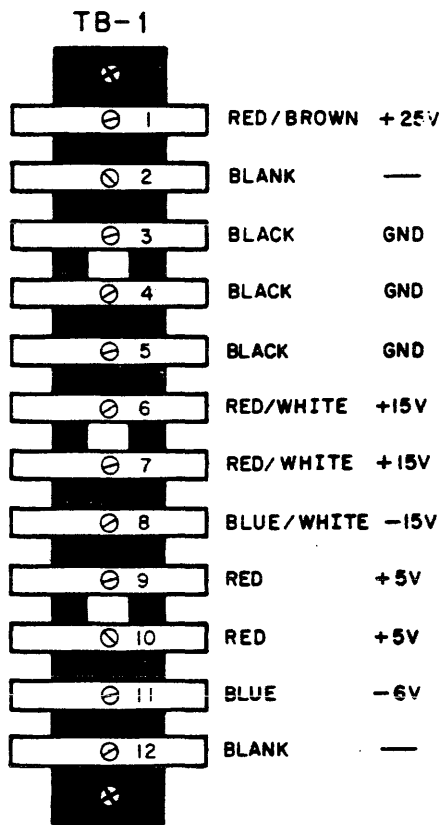 TB-1
1 RED/BROWN +25V
2 BLANK —
3 BLACK GND
4 BLACK GND
5 BLACK GND
6 RED/WHITE +15V
7 RED/WHITE +15V
8 BLUE/WHITE -15V
9 RED +5V
10 RED +5V
11 BLUE -6V
12 BLANK —